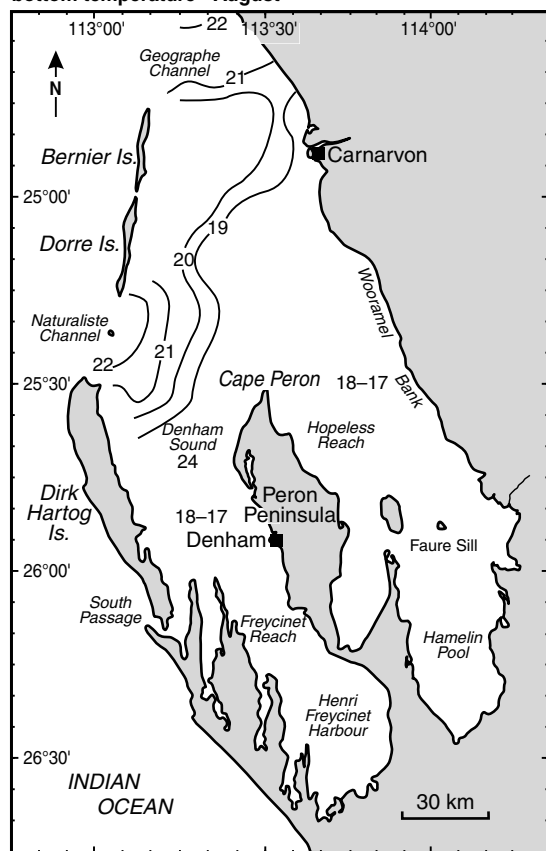 bottom temperature - August
113°00'
113°30'
114°00'
22
Geographe
Channel
21
N
Bernier Is.
Carnarvon
25°00'
19
Dorre Is.
20
Wooramel
Bank
Naturaliste
Channel
21
22
25°30'
Cape Peron
18–17
Denham
Sound
24
Hopeless
Reach
Dirk
Hartog
Is.
18–17
Peron
Peninsula
Denham
Faure Sill
26°00'
South
Passage
Freycinet
Reach
Hamelin
Pool
Henri
Freycinet
Harbour
26°30'
INDIAN
OCEAN
30 km